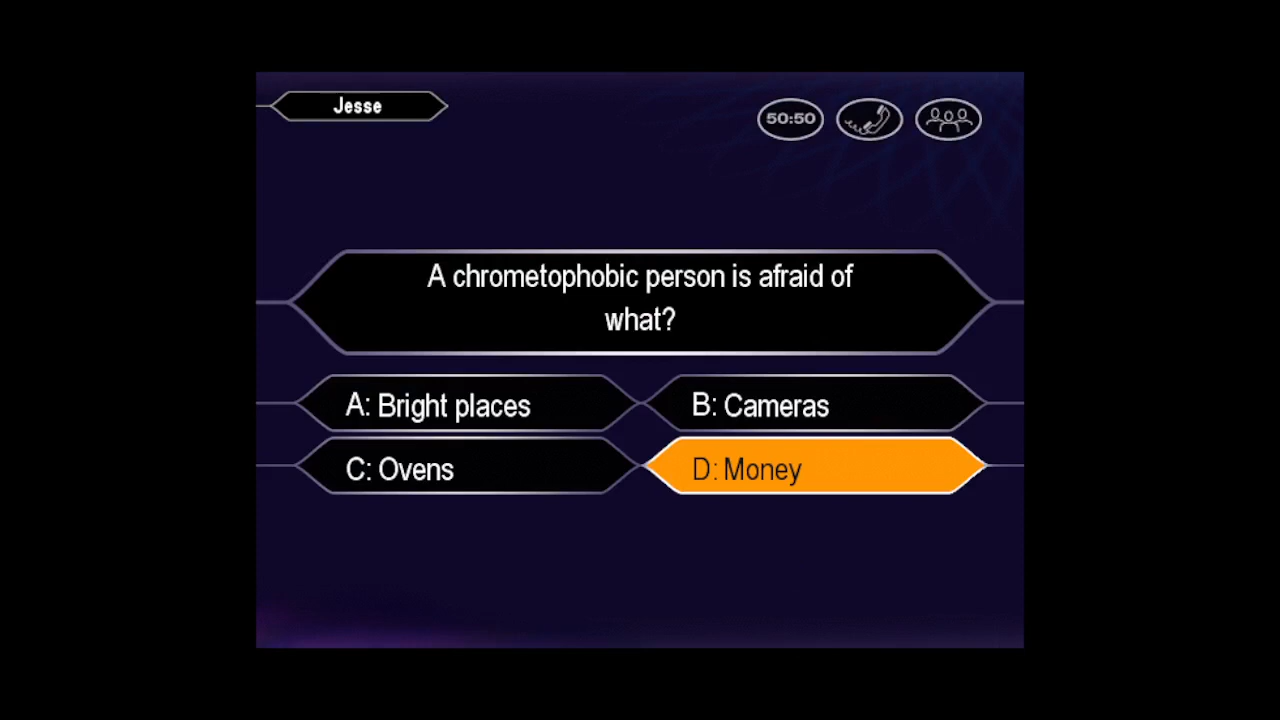 Jesse
50:50
A chrometophobic person is afraid of
what?
A: Bright places
B: Cameras
C: Ovens
D: Money